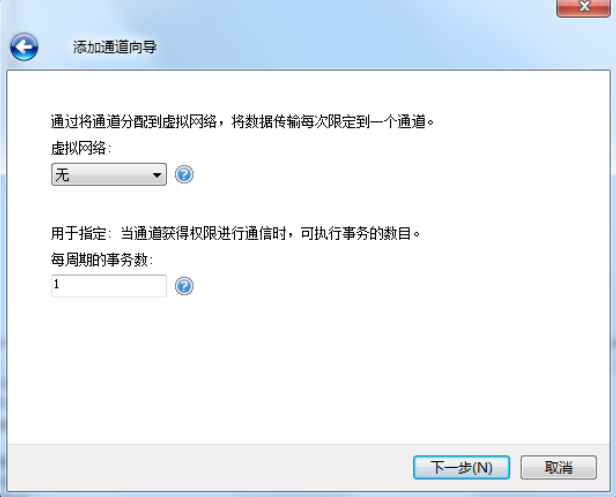 添加通道向导
通过将通道分配到虚拟网络，将数据传输每次限定到一个通道。
虚拟网络:
无
用于指定: 当通道获得权限进行通信时，可执行事务的数目。
每周期的事务数:
1
下一步(N)
取消